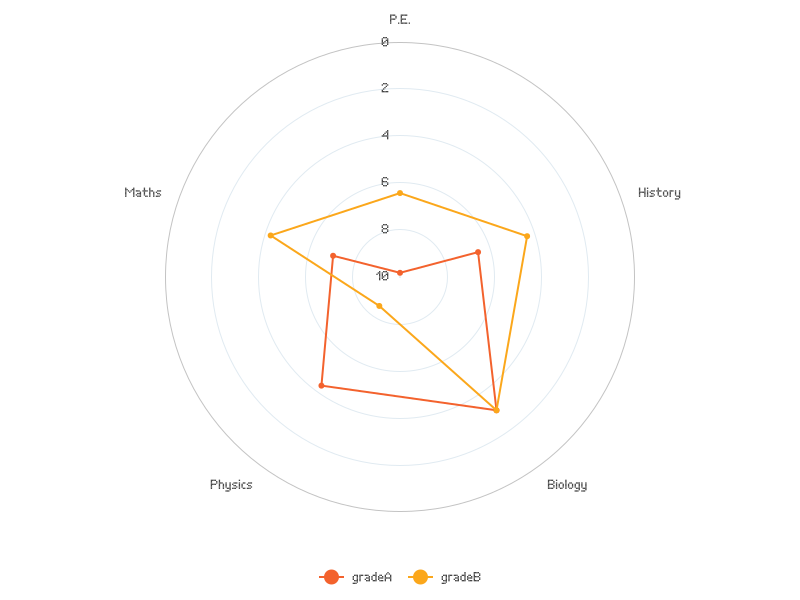 P.E.
0
2
4
6
8
10
Maths
History
Physics
Biology
gradeA
gradeB